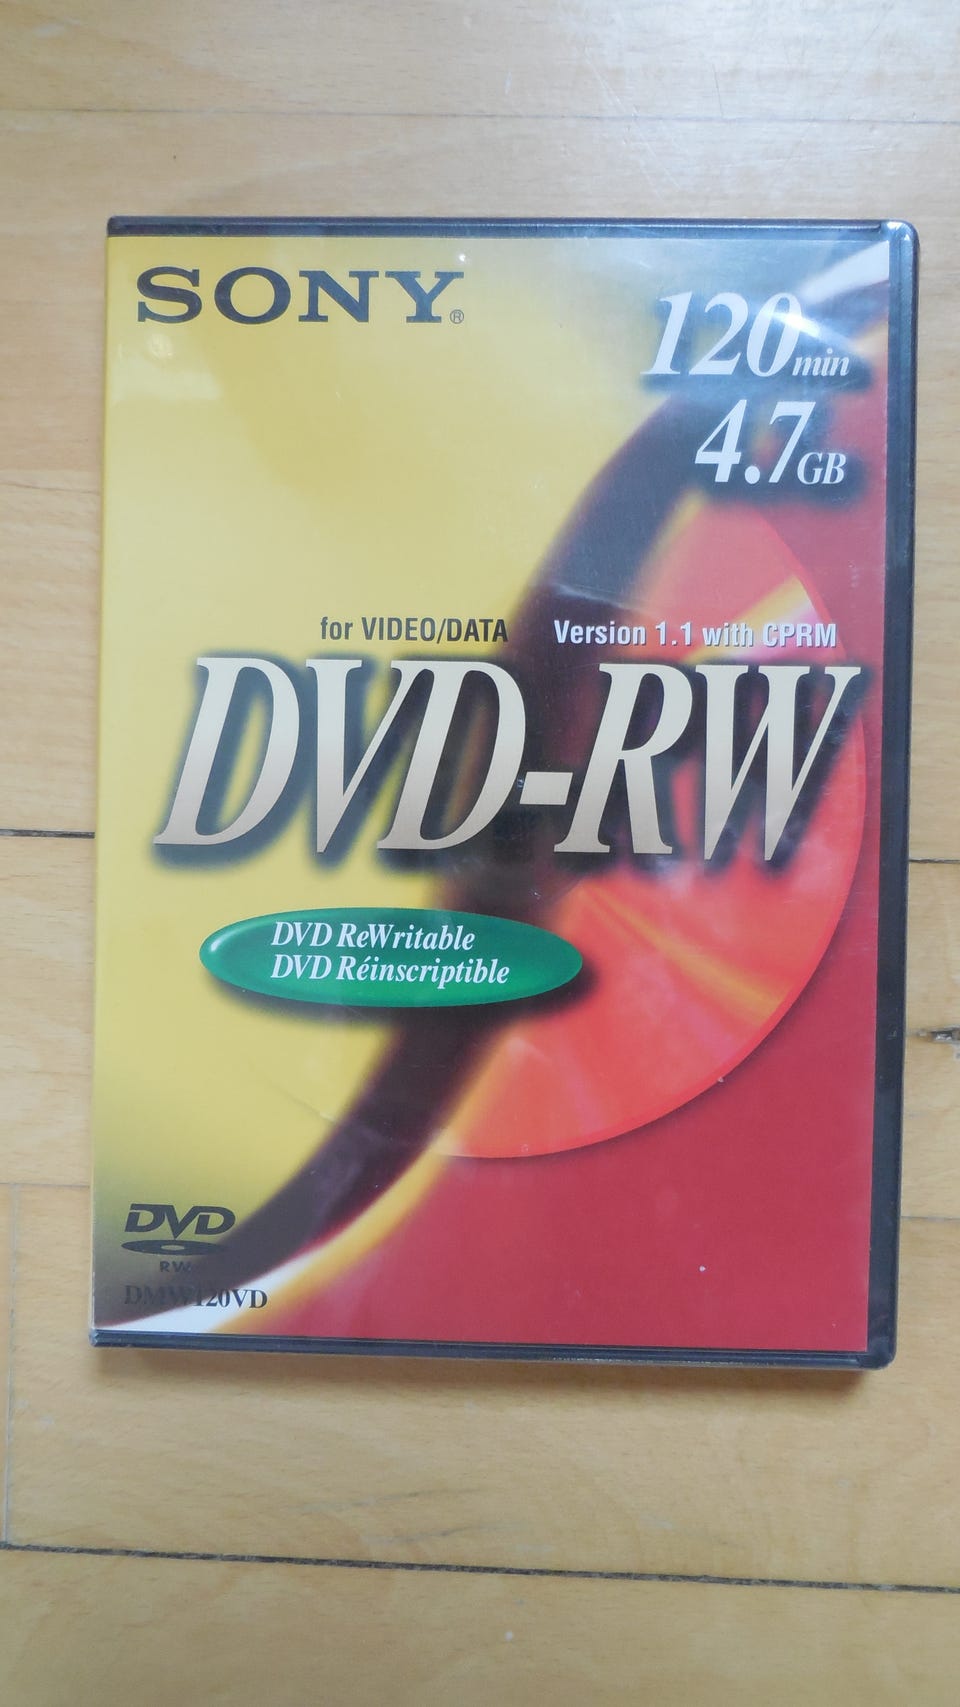 SONY®
120min
4.7GB
for VIDEO/DATA Version 1.1 with CPRM
DVD-RW
DVD ReWritable
DVD Réinscriptible
DVD
RW
DMW120VD